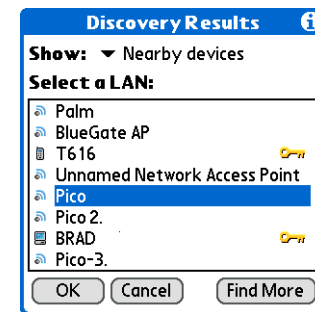 Discovery Results i
Show: Nearby devices
Select a LAN:
Palm
BlueGate AP
T616
Unnamed Network Access Point
Pico
Pico 2.
BRAD
Pico-3.
OK Cancel Find More